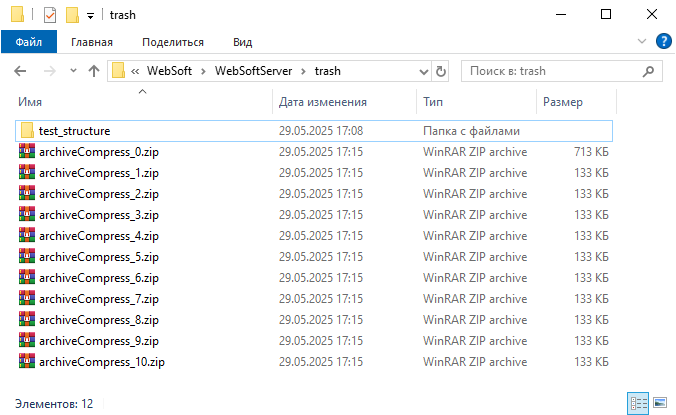 trash
Файл Главная Поделиться Вид
« WebSoft > WebSoftServer > trash Поиск в: trash
Имя Дата изменения Тип Размер
test_structure 29.05.2025 17:08 Папка с файлами
archiveCompress_0.zip 29.05.2025 17:15 WinRAR ZIP archive 713 КБ
archiveCompress_1.zip 29.05.2025 17:15 WinRAR ZIP archive 133 КБ
archiveCompress_2.zip 29.05.2025 17:15 WinRAR ZIP archive 133 КБ
archiveCompress_3.zip 29.05.2025 17:15 WinRAR ZIP archive 133 КБ
archiveCompress_4.zip 29.05.2025 17:15 WinRAR ZIP archive 133 КБ
archiveCompress_5.zip 29.05.2025 17:15 WinRAR ZIP archive 133 КБ
archiveCompress_6.zip 29.05.2025 17:15 WinRAR ZIP archive 133 КБ
archiveCompress_7.zip 29.05.2025 17:15 WinRAR ZIP archive 133 КБ
archiveCompress_8.zip 29.05.2025 17:15 WinRAR ZIP archive 133 КБ
archiveCompress_9.zip 29.05.2025 17:15 WinRAR ZIP archive 133 КБ
archiveCompress_10.zip 29.05.2025 17:15 WinRAR ZIP archive 133 КБ
Элементов: 12